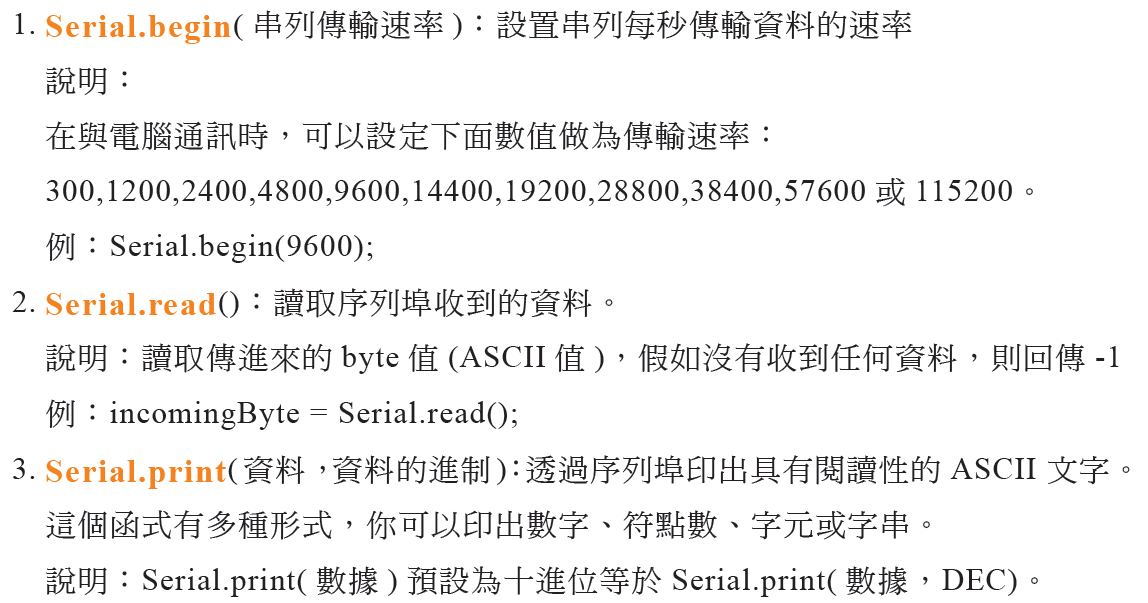 1. Serial.begin( 串列傳輸速率 )：設置串列每秒傳輸資料的速率
說明：
在與電腦通訊時，可以設定下面數值做為傳輸速率：
300,1200,2400,4800,9600,14400,19200,28800,38400,57600 或 115200。
例：Serial.begin(9600);
2. Serial.read()：讀取序列埠收到的資料。
說明：讀取傳進來的 byte 值 (ASCII 值 )，假如沒有收到任何資料，則回傳 -1
例：incomingByte = Serial.read();
3. Serial.print( 資料，資料的進制 )：透過序列埠印出具有閱讀性的 ASCII 文字。
這個函式有多種形式，你可以印出數字、符點數、字元或字串。
說明：Serial.print( 數據 ) 預設為十進位等於 Serial.print( 數據，DEC)。